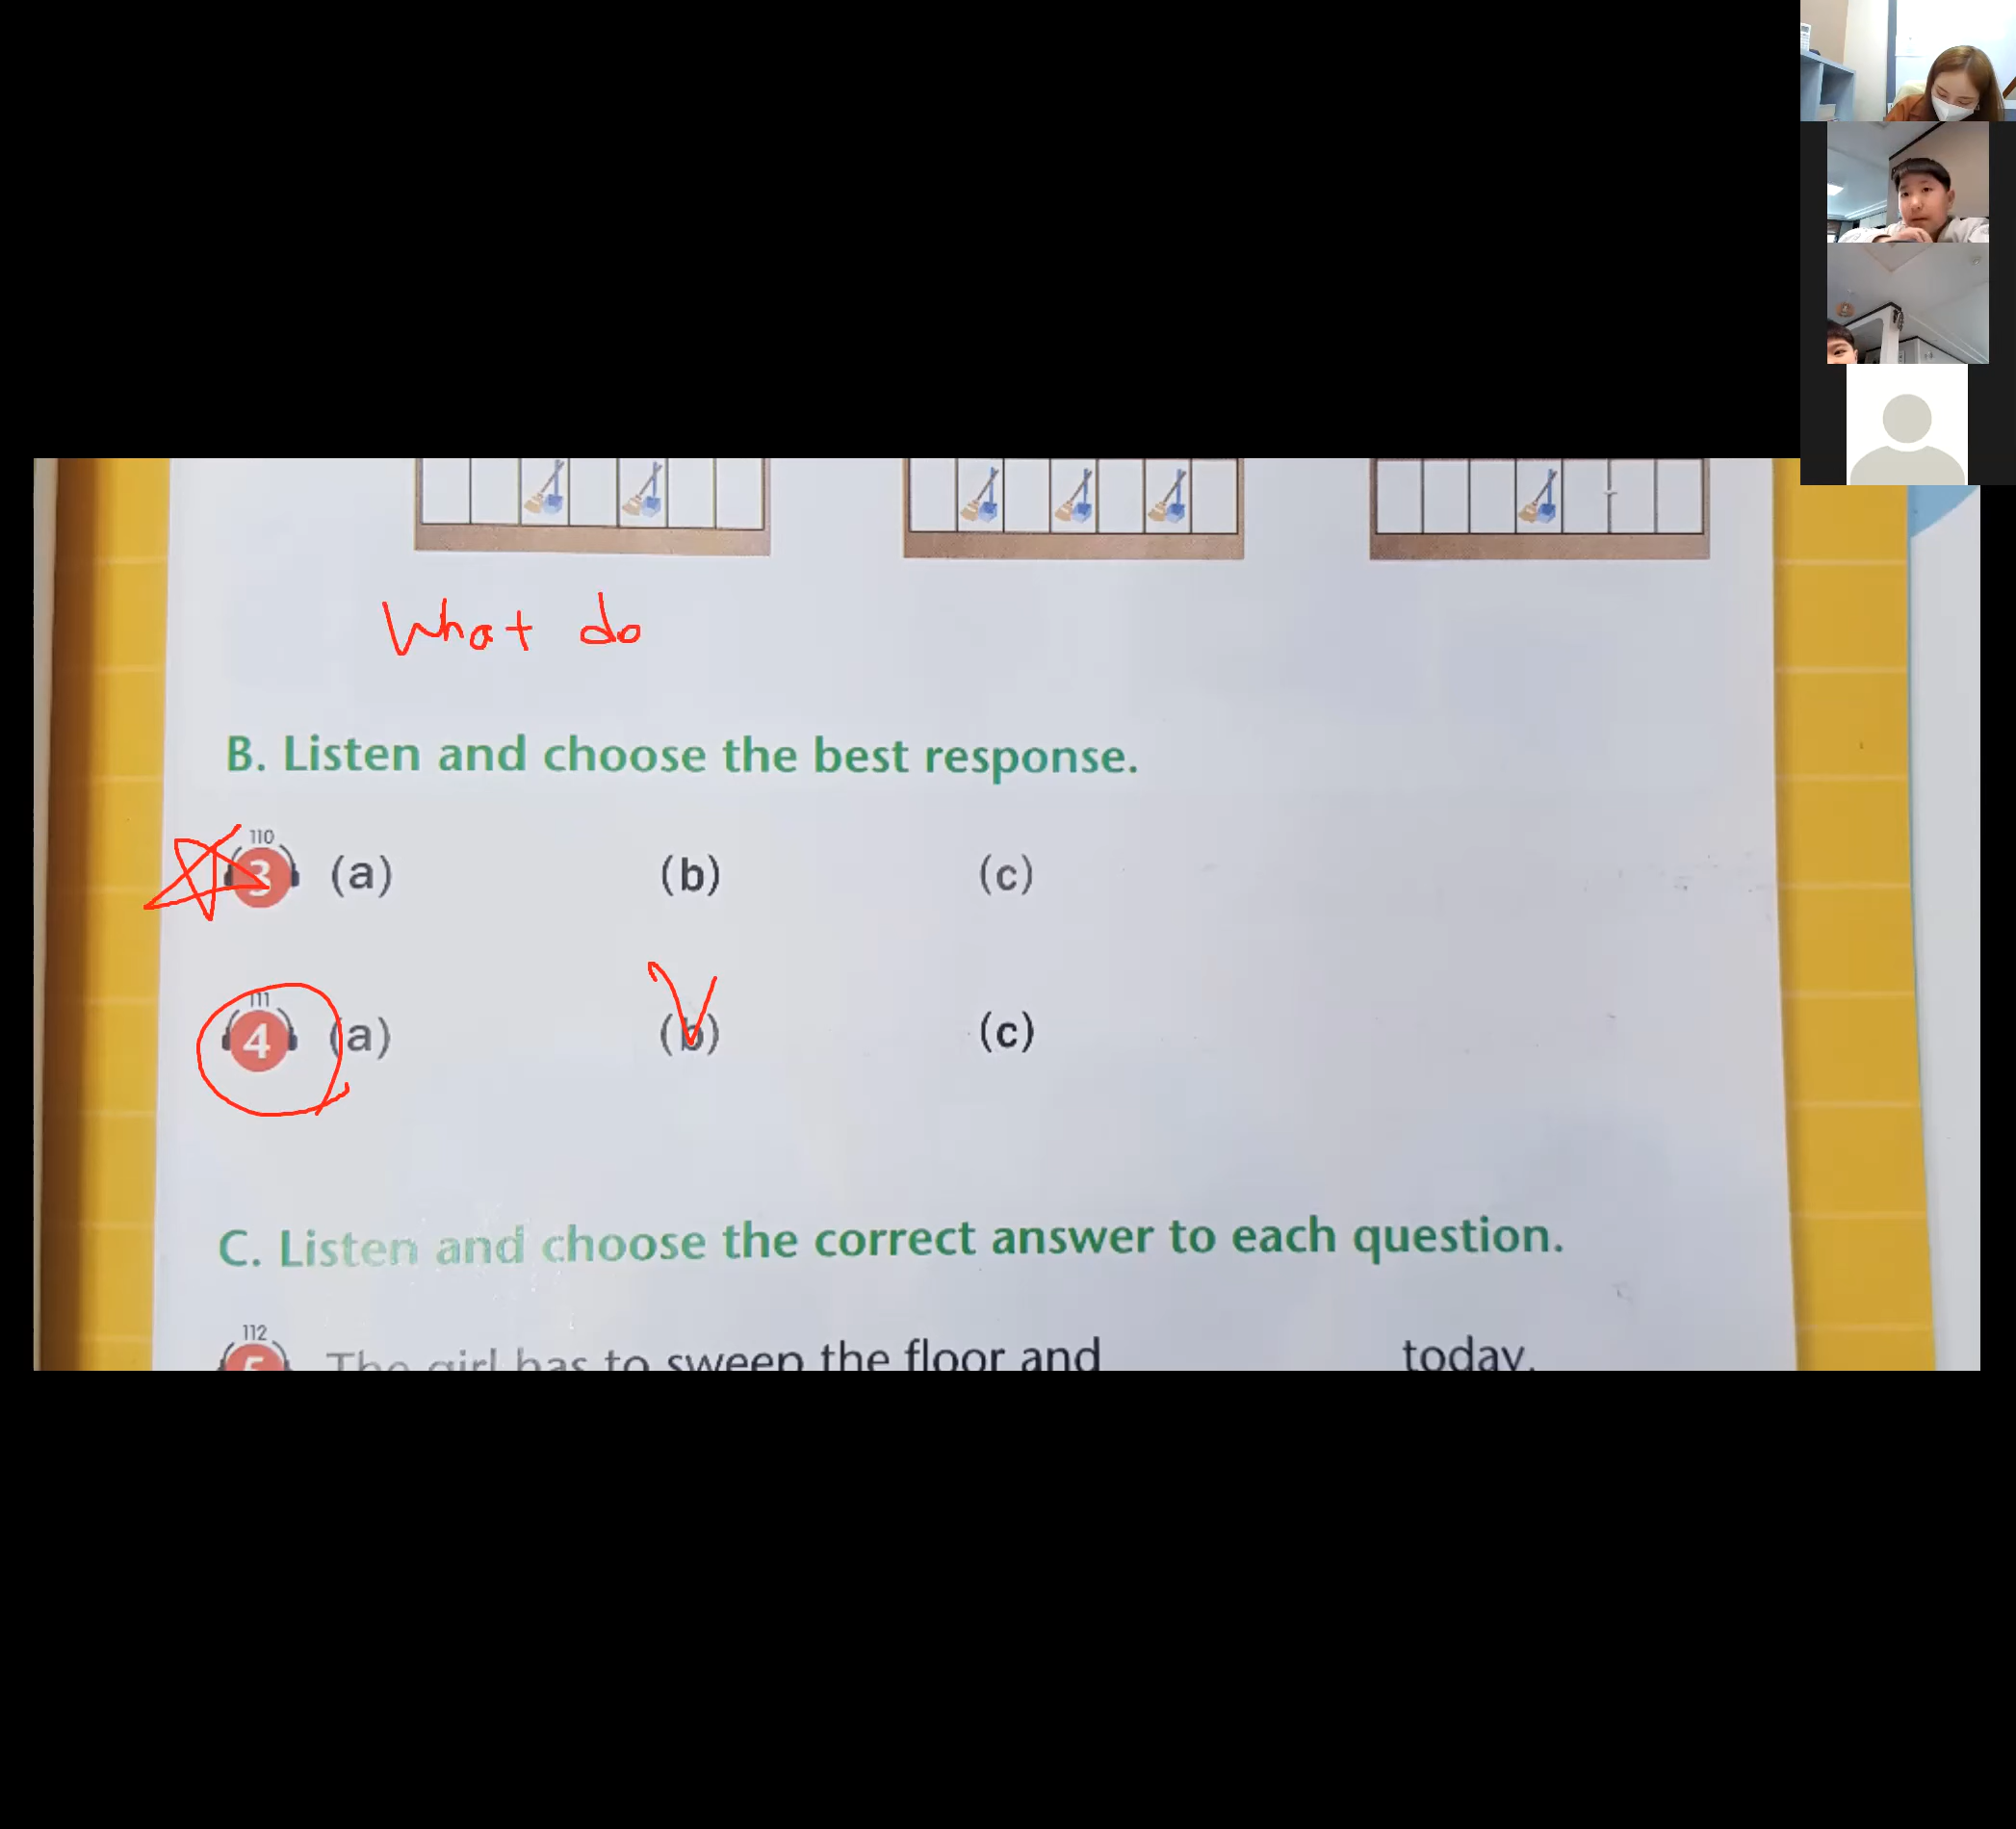 What do
B. Listen and choose the best response.
110
3 (a) (b) (c)
111
4 (a) (b) (c)
C. Listen and choose the correct answer to each question.
112
5 The girl has to sweep the floor and today.